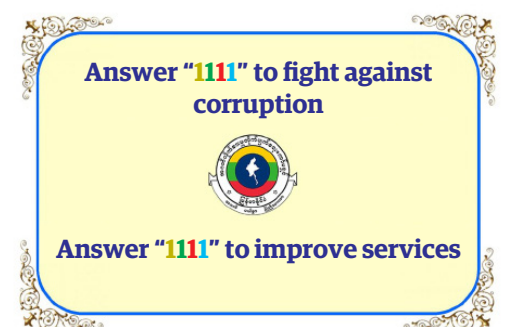 Answer “1111” to fight against
corruption
Answer “1111” to improve services